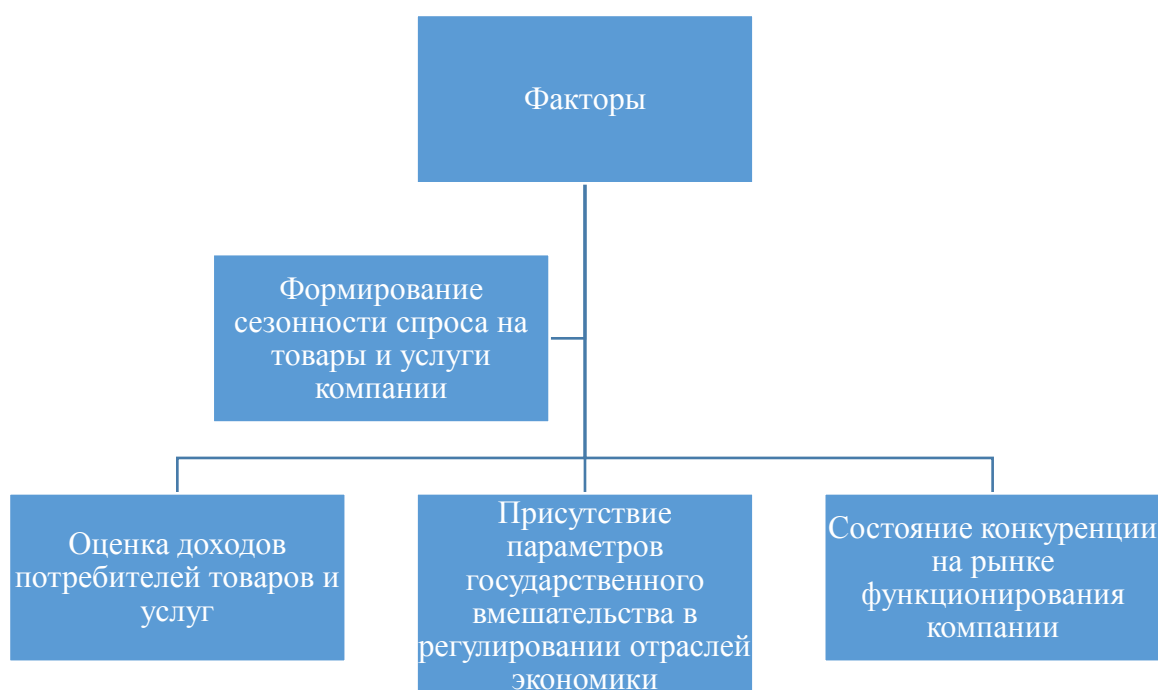 Факторы
Формирование
сезонности спроса на
товары и услуги
компании
Оценка доходов
потребителей товаров и
услуг
Присутствие
параметров
государственного
вмешательства в
регулировании отраслей
экономики
Состояние конкуренции
на рынке
функционирования
компании